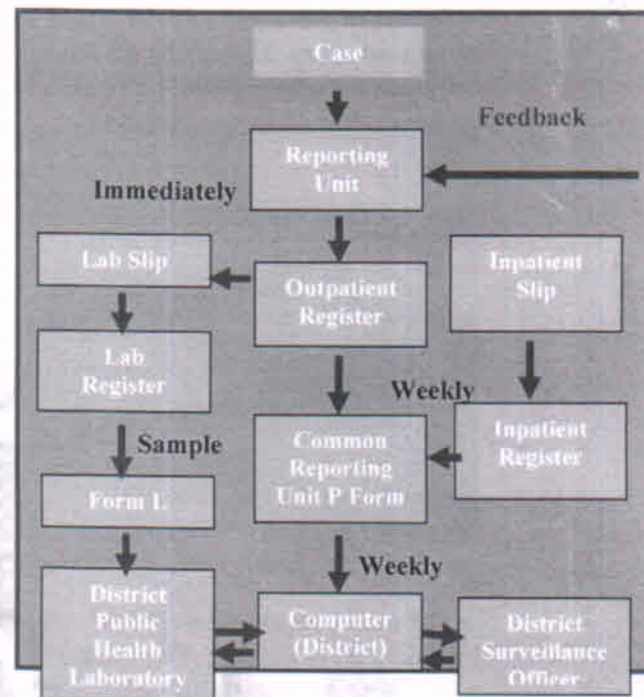 Case
Feedback
Reporting
Unit
Immediately
Lab Slip
Outpatient
Register
Inpatient
Slip
Lab
Register
Weekly
Sample
Common
Reporting
Unit P Form
Inpatient
Register
Form L
Weekly
District
Public
Health
Laboratory
Computer
(District)
District
Surveillance
Officer